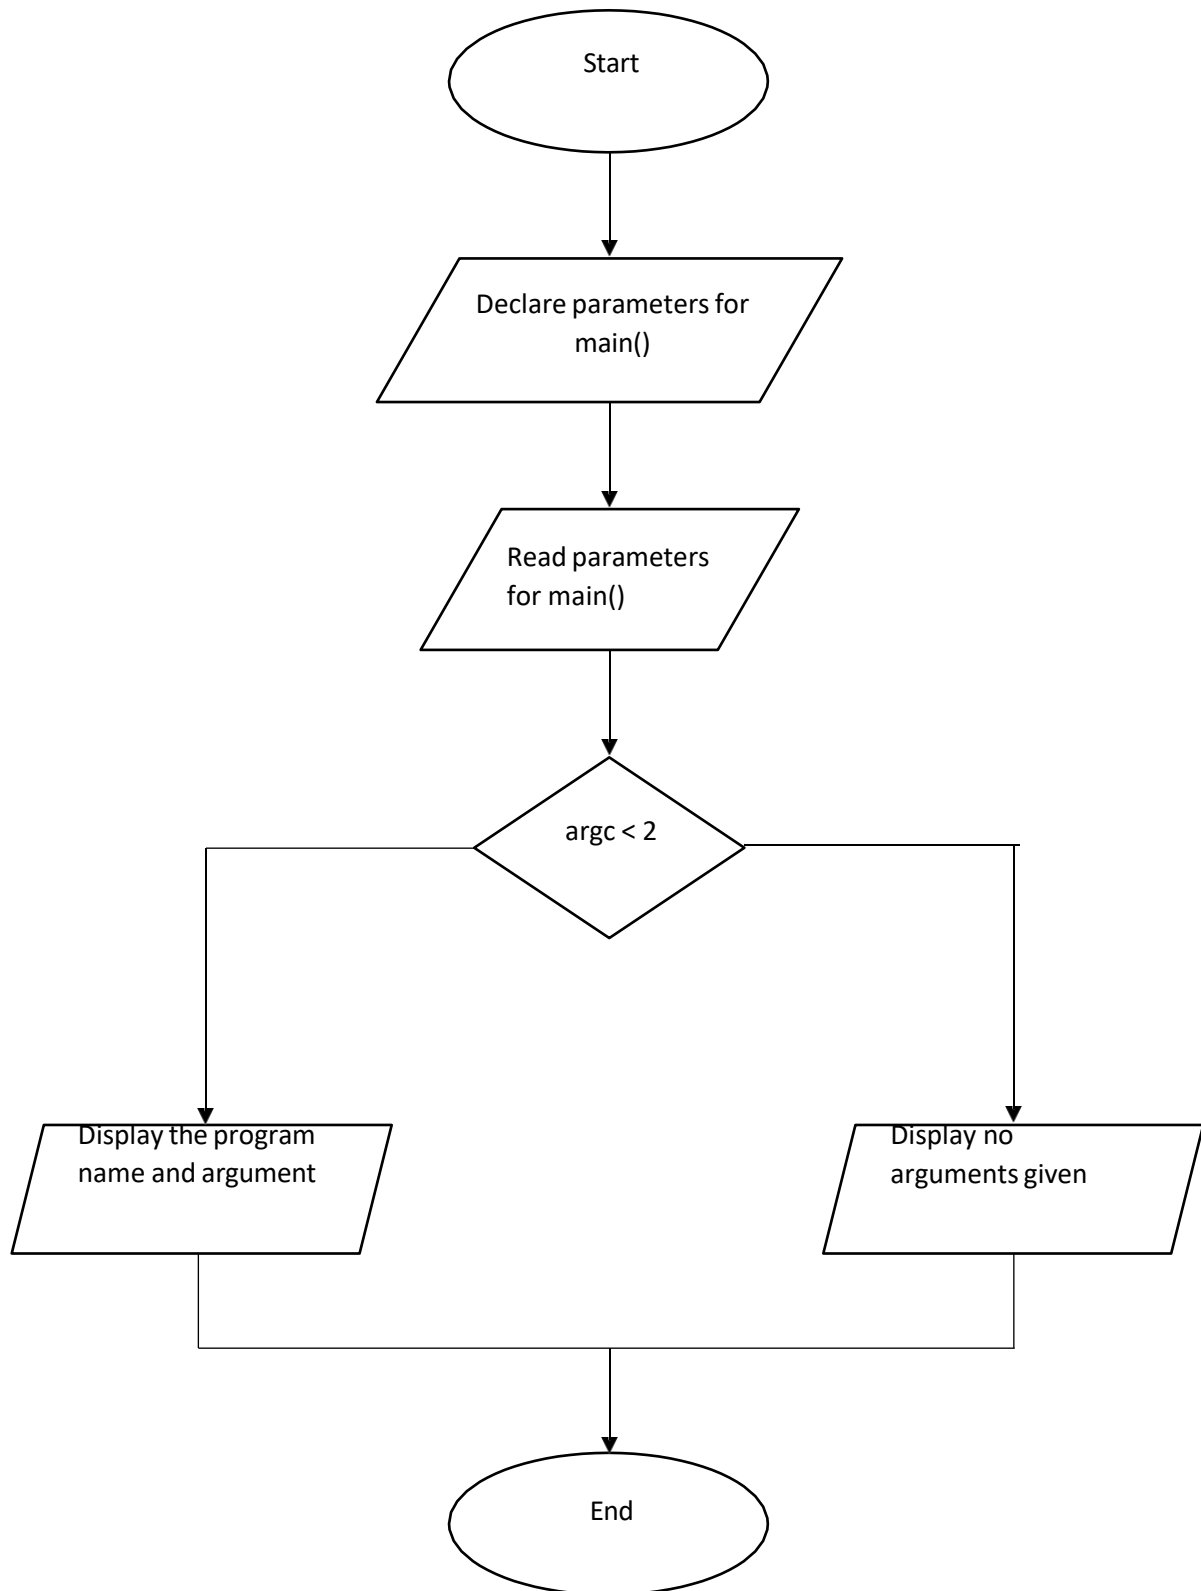 Start
Declare parameters for
main()
Read parameters
for main()
argc < 2
Display the program
name and argument
Display no
arguments given
End